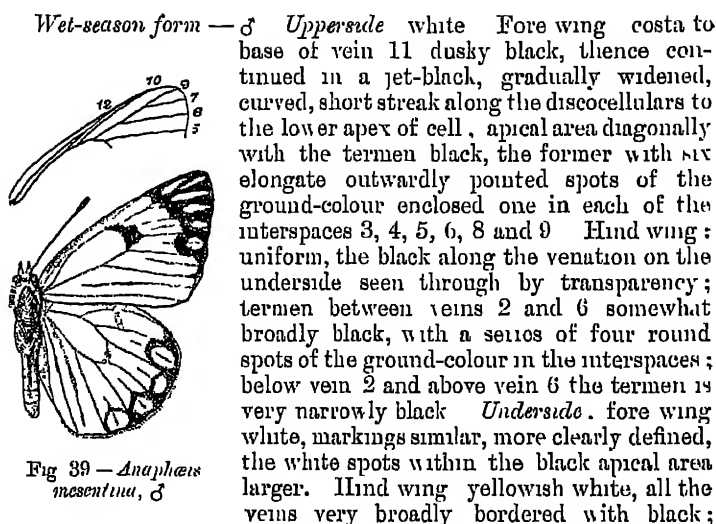 Wet-season form — ♂ Upperside white Fore wing costa to
base of vein 11 dusky black, thence con-
tinued in a jet-black, gradually widened,
curved, short streak along the discocellulars to
the lower apex of cell, apical area diagonally
with the termen black, the former with six
elongate outwardly pointed spots of the
ground-colour enclosed one in each of the
interspaces 3, 4, 5, 6, 8 and 9 Hind wing :
uniform, the black along the venation on the
underside seen through by transparency ;
termen between veins 2 and 6 somewhat
broadly black, with a series of four round
spots of the ground-colour in the interspaces ;
below vein 2 and above vein 6 the termen is
very narrowly black Underside . fore wing
white, markings similar, more clearly defined,
the white spots within the black apical area
larger. Hind wing yellowish white, all the
veins very broadly bordered with black ;
12 10 9
7
6
5
Fig 39 — Anaphæis
mesentina, ♂